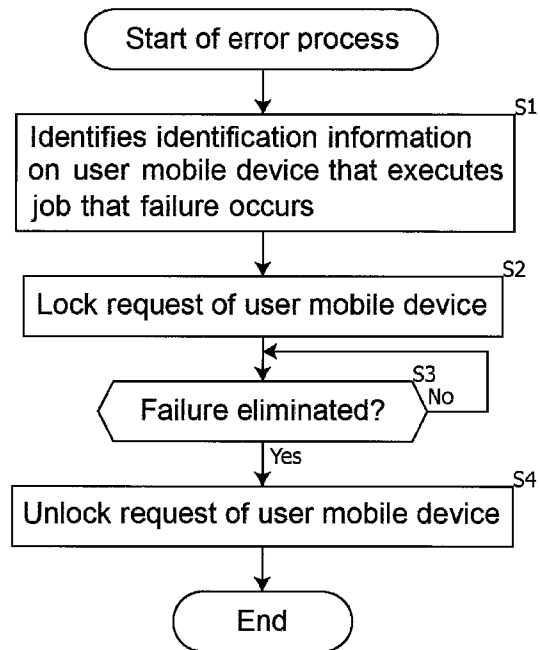 Start of error process
S1
Identifies identification information
on user mobile device that executes
job that failure occurs
S2
Lock request of user mobile device
S3
Failure eliminated?
No
Yes
S4
Unlock request of user mobile device
End